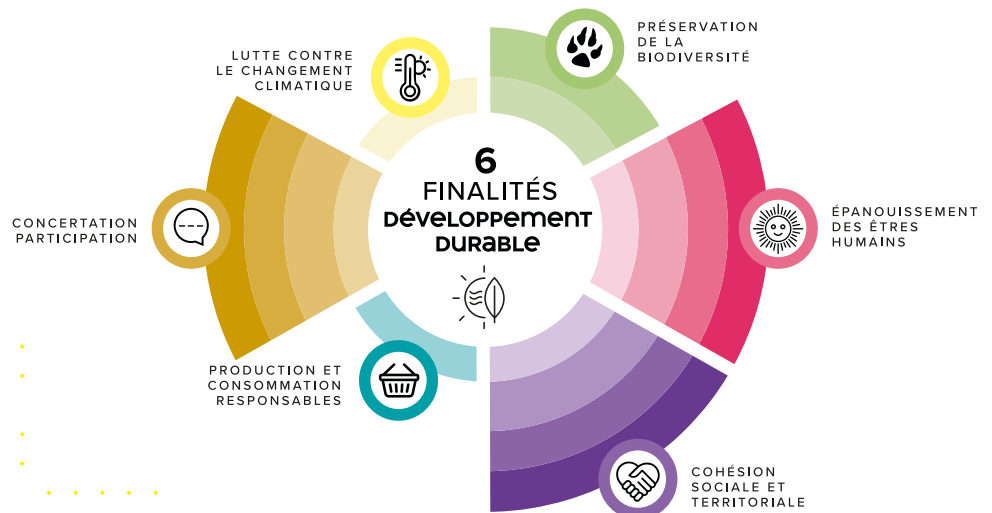 LUTTE CONTRE
LE CHANGEMENT
CLIMATIQUE
PRÉSERVATION
DE LA
BIODIVERSITÉ
6
FINALITÉS
DÉVELOPPEMENT
DURABLE
CONCERTATION
PARTICIPATION
ÉPANOUISSEMENT
DES ÊTRES
HUMAINS
PRODUCTION ET
CONSOMMATION
RESPONSABLES
COHÉSION
SOCIALE ET
TERRITORIALE